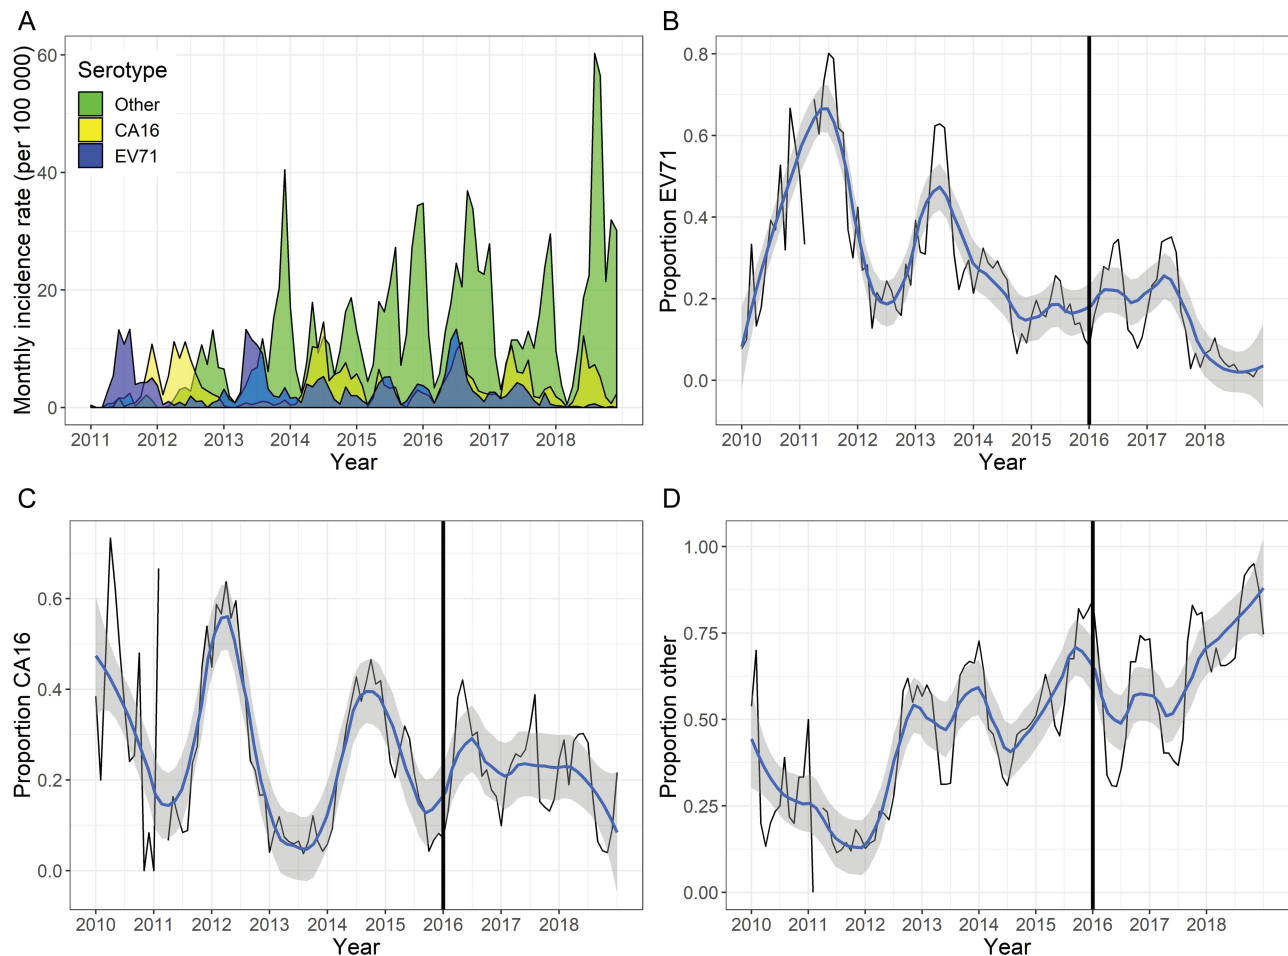 A
Monthly incidence rate (per 100 000)
60
40
20
0
Serotype
Other
CA16
EV71
2011 2012 2013 2014 2015 2016 2017 2018
Year
B
Proportion EV71
0.8
0.6
0.4
0.2
0.0
2010 2011 2012 2013 2014 2015 2016 2017 2018
Year
C
Proportion CA16
0.6
0.4
0.2
0.0
2010 2011 2012 2013 2014 2015 2016 2017 2018
Year
D
Proportion other
1.00
0.75
0.50
0.25
0.00
2010 2011 2012 2013 2014 2015 2016 2017 2018
Year